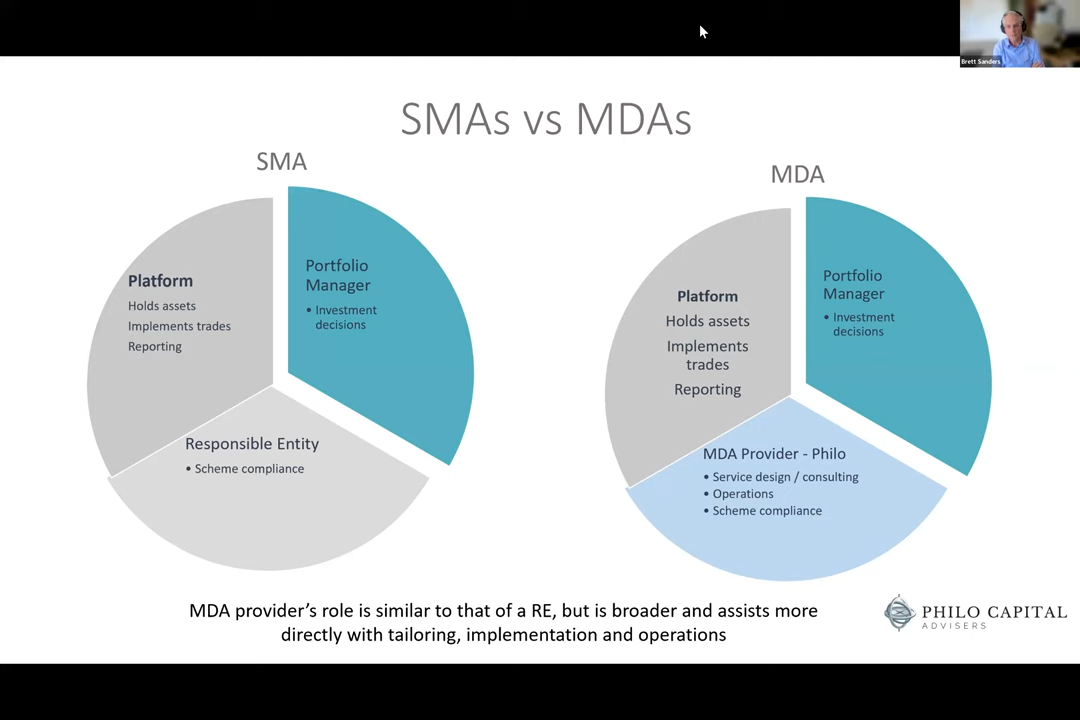 Brett Sanders
SMAs vs MDAs
SMA
Platform
Holds assets
Implements trades
Reporting
Portfolio
Manager
• Investment
decisions
Responsible Entity
• Scheme compliance
MDA
Platform
Holds assets
Implements
trades
Reporting
Portfolio
Manager
• Investment
decisions
MDA Provider - Philo
• Service design / consulting
• Operations
• Scheme compliance
MDA provider’s role is similar to that of a RE, but is broader and assists more
directly with tailoring, implementation and operations
PHILO CAPITAL
ADVISERS